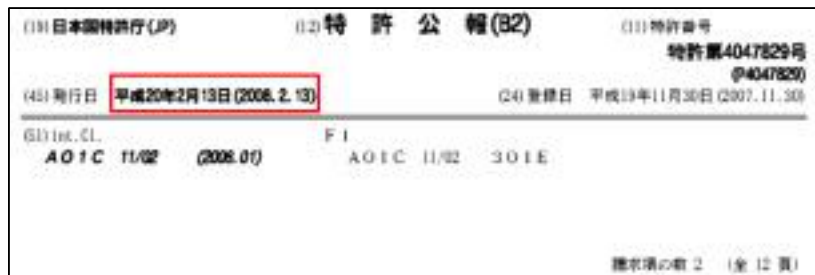 (19)日本国特許庁(JP) (12)特許公報(B2) (11)特許番号
特許第4047829号
(P4047829)
(45)発行日 平成20年2月13日(2008.2.13) (24)登録日 平成19年11月30日(2007.11.30)
(51)Int.Cl. F I
A01C 11/02 (2006.01) A01C 11/02 301E
請求項の数 2 (全 12 頁)